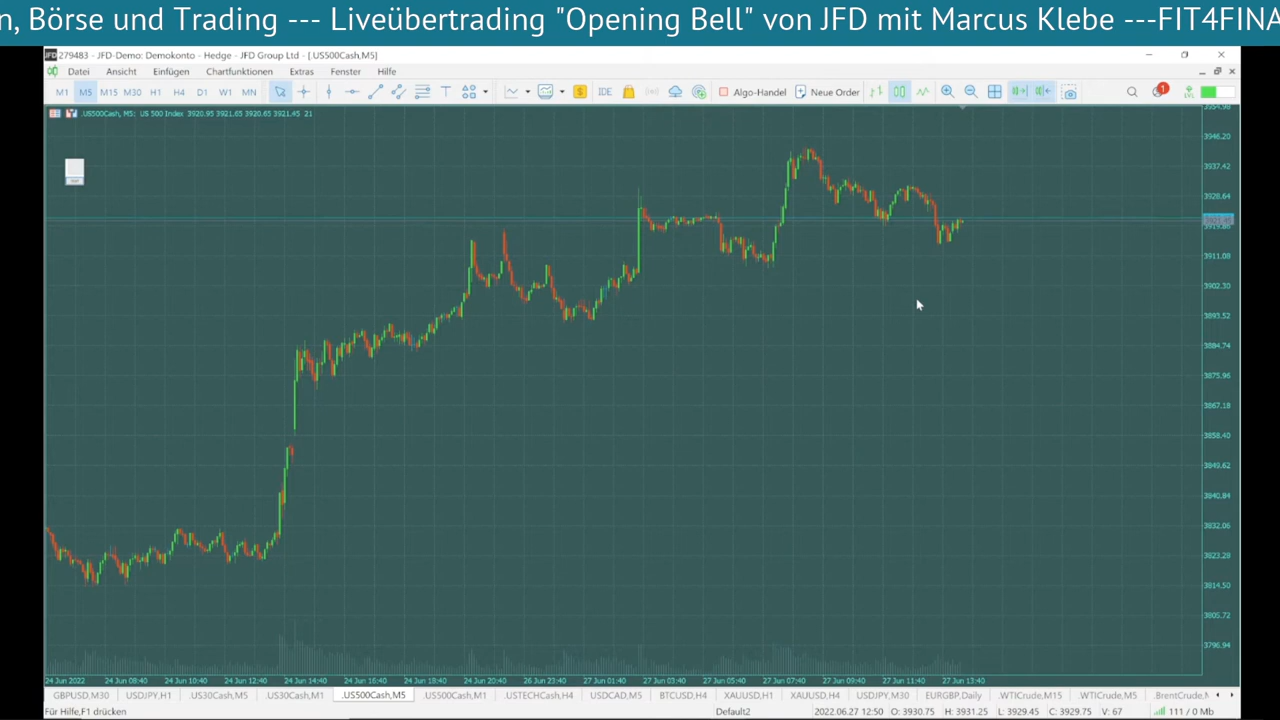 n, Börse und Trading --- Liveübertrading "Opening Bell" von JFD mit Marcus Klebe ---FIT4FINA
JFD 279483 - JFD-Demo: Demokonto - Hedge - JFD Group Ltd - [.US500Cash,M5]
Datei Ansicht Einfügen Chartfunktionen Extras Fenster Hilfe
M1 M5 M15 M30 H1 H4 D1 W1 MN T IDE Algo-Handel Neue Order 1
.US500Cash, M5: US 500 Index 3920.95 3921.65 3920.65 3921.45 21
3954.98
3946.20
3937.42
3928.64
3919.86
3911.08
3902.30
3893.52
3884.74
3875.96
3867.18
3858.40
3849.62
3840.84
3832.06
3823.28
3814.50
3805.72
3796.94
24 Jun 2022 24 Jun 08:40 24 Jun 10:40 24 Jun 12:40 24 Jun 14:40 24 Jun 16:40 24 Jun 18:40 24 Jun 20:40 24 Jun 22:40 27 Jun 01:40 27 Jun 03:40 27 Jun 05:40 27 Jun 07:40 27 Jun 09:40 27 Jun 11:40 27 Jun 13:40
GBPUSD,M30 USDJPY,H1 .US30Cash,M5 .US30Cash,M1 .US500Cash,M5 .US500Cash,M1 .USTECHCash,H4 USDCAD,M5 BTCUSD,H4 XAUUSD,H1 XAUUSD,H4 USDJPY,M30 EURGBP,Daily .WTICrude,M15 .WTICrude,M5 .BrentCrude,M
Für Hilfe,F1 drücken Default2 2022.06.27 12:50 O: 3930.75 H: 3931.25 L: 3929.45 C: 3929.75 V: 67 111 / 0 Mb